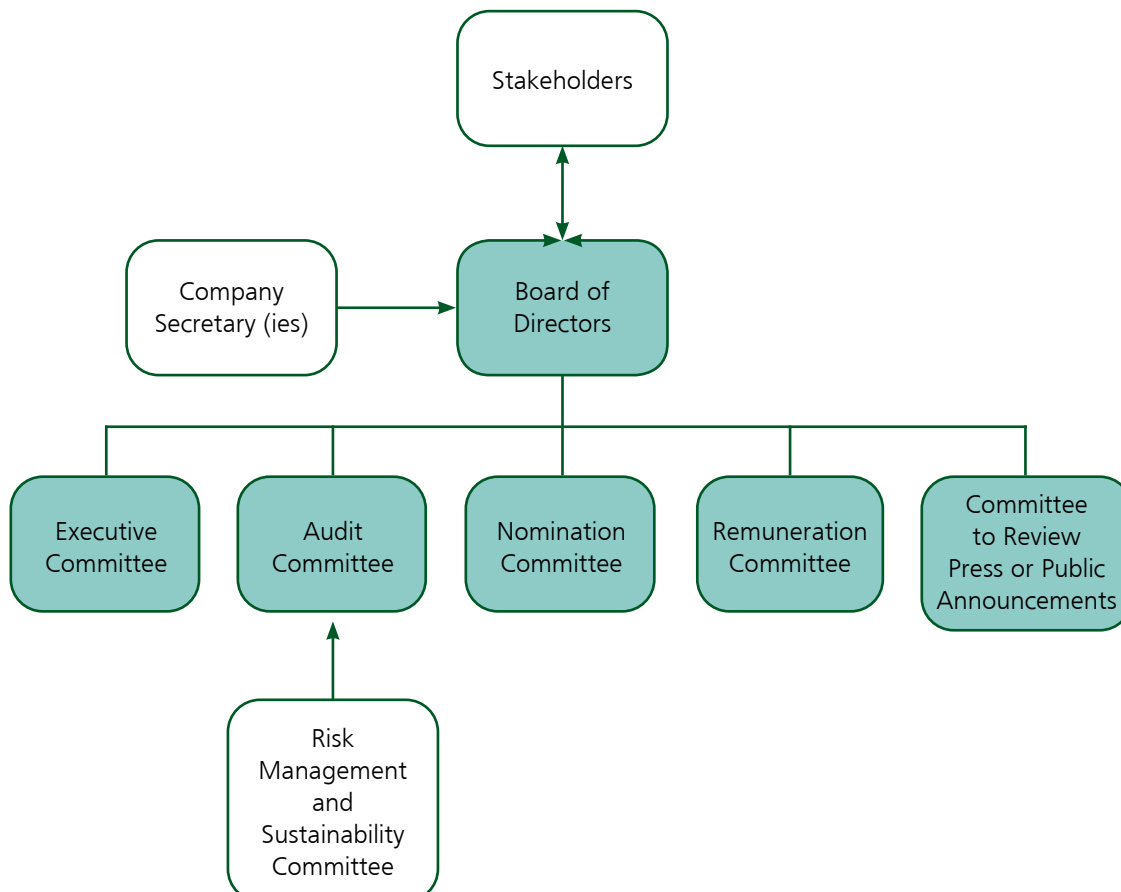 Stakeholders
Company
Secretary (ies)
Board of
Directors
Executive
Committee
Audit
Committee
Nomination
Committee
Remuneration
Committee
Committee
to Review
Press or Public
Announcements
Risk
Management
and
Sustainability
Committee